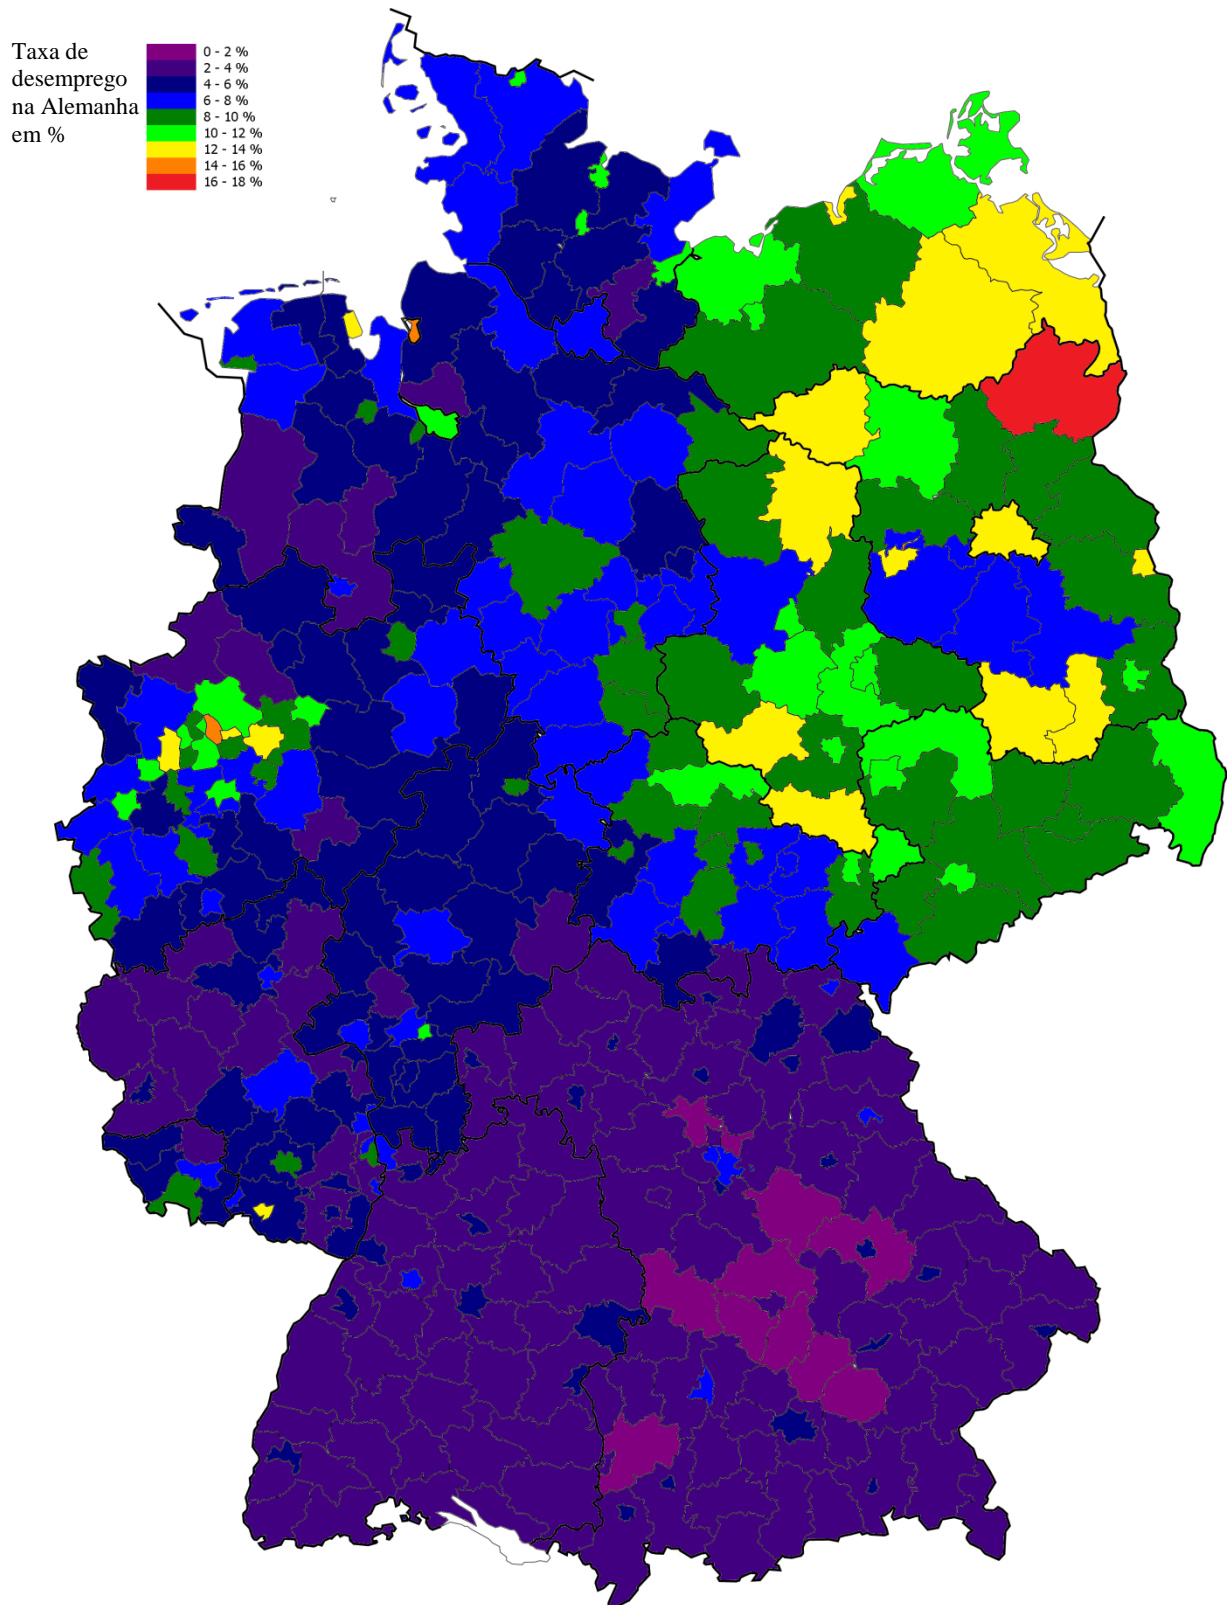 Taxa de
desemprego
na Alemanha
em %
0 - 2 %
2 - 4 %
4 - 6 %
6 - 8 %
8 - 10 %
10 - 12 %
12 - 14 %
14 - 16 %
16 - 18 %